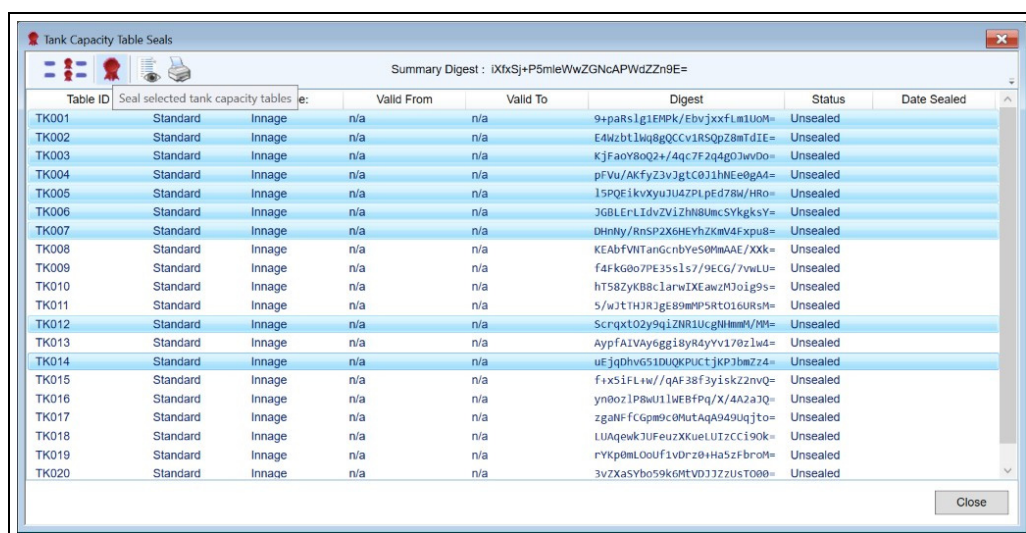 Tank Capacity Table Seals
Summary Digest : iXfxSj+P5mleWwZGNcAPWdZZn9E=
Table ID Seal selected tank capacity tables e: Valid From Valid To Digest Status Date Sealed
TK001 Standard Innage n/a n/a 9+paRslg1EMPk/EbvjxxfLm1UoM= Unsealed
TK002 Standard Innage n/a n/a E4WzbtlWq8gQCCv1RSQpZ8mTdIE= Unsealed
TK003 Standard Innage n/a n/a KjFaoY8oQ2+/4qc7F2q4gOJwvDo= Unsealed
TK004 Standard Innage n/a n/a pFVu/AKfyZ3vJgtC0J1hNEe0gA4= Unsealed
TK005 Standard Innage n/a n/a l5PQEikvXyuJU4ZPLpEd78W/HRo= Unsealed
TK006 Standard Innage n/a n/a JGBLErLIdvZViZhN8UmcSYkgksY= Unsealed
TK007 Standard Innage n/a n/a DHnNy/RnSP2X6HEYhZKmV4Fxpu8= Unsealed
TK008 Standard Innage n/a n/a KEAbfVNTanGcnbYeS0MmAAE/XXk= Unsealed
TK009 Standard Innage n/a n/a f4FkG0o7PE35sls7/9ECG/7vwLU= Unsealed
TK010 Standard Innage n/a n/a hT58ZyKB8clarwIXEawzMJoig9s= Unsealed
TK011 Standard Innage n/a n/a 5/wJtTHJRJgE89mMP5RtO16URsM= Unsealed
TK012 Standard Innage n/a n/a ScrqxtO2y9qiZNR1UcgNHmmM/MM= Unsealed
TK013 Standard Innage n/a n/a AypfAIVAy6ggi8yR4yYv170zlw4= Unsealed
TK014 Standard Innage n/a n/a uEjqDhvG51DUQKPUCtjKPJbmZz4= Unsealed
TK015 Standard Innage n/a n/a f+x5iFL+w//qAF38f3yiskZ2nvQ= Unsealed
TK016 Standard Innage n/a n/a yn0ozlP8wU1lWEBfPq/X/4A2aJQ= Unsealed
TK017 Standard Innage n/a n/a zgaNFfCGpm9c0MutAqA949Uqjto= Unsealed
TK018 Standard Innage n/a n/a LUAqewkJUFeuzXKueLUIzCCi9Ok= Unsealed
TK019 Standard Innage n/a n/a rYKp0mLOoUf1vDrz0+Ha5zFbroM= Unsealed
TK020 Standard Innage n/a n/a 3vZXaSYbo59k6MtVDJJZzUsTO00= Unsealed
Close